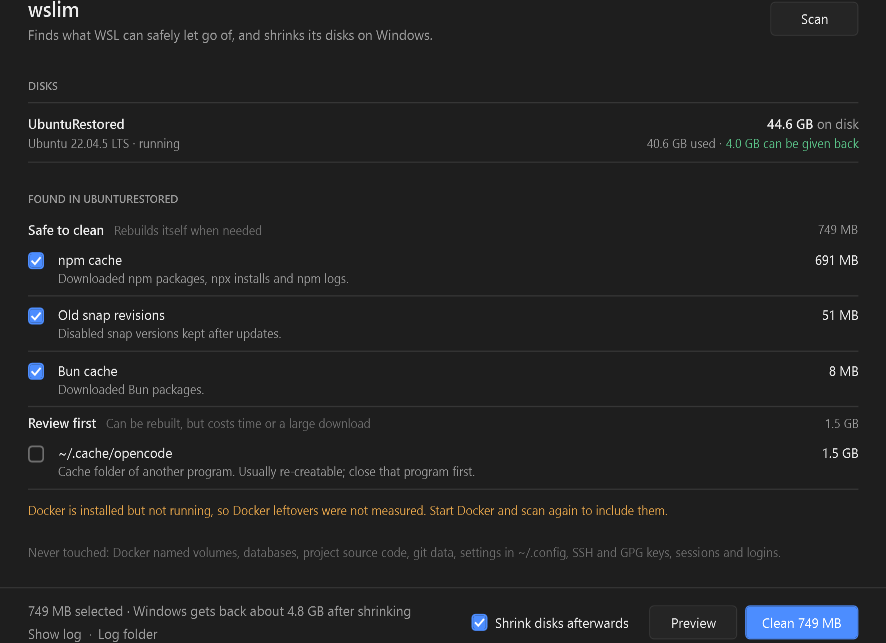 wslim
Scan
Finds what WSL can safely let go of, and shrinks its disks on Windows.
DISKS
UbuntuRestored
44.6 GB on disk
Ubuntu 22.04.5 LTS · running
40.6 GB used · 4.0 GB can be given back
FOUND IN UBUNTURESTORED
Safe to clean Rebuilds itself when needed
749 MB
npm cache
691 MB
Downloaded npm packages, npx installs and npm logs.
Old snap revisions
51 MB
Disabled snap versions kept after updates.
Bun cache
8 MB
Downloaded Bun packages.
Review first Can be rebuilt, but costs time or a large download
1.5 GB
~/.cache/opencode
1.5 GB
Cache folder of another program. Usually re-creatable; close that program first.
Docker is installed but not running, so Docker leftovers were not measured. Start Docker and scan again to include them.
Never touched: Docker named volumes, databases, project source code, git data, settings in ~/.config, SSH and GPG keys, sessions and logins.
749 MB selected · Windows gets back about 4.8 GB after shrinking
Show log · Log folder
Shrink disks afterwards
Preview
Clean 749 MB